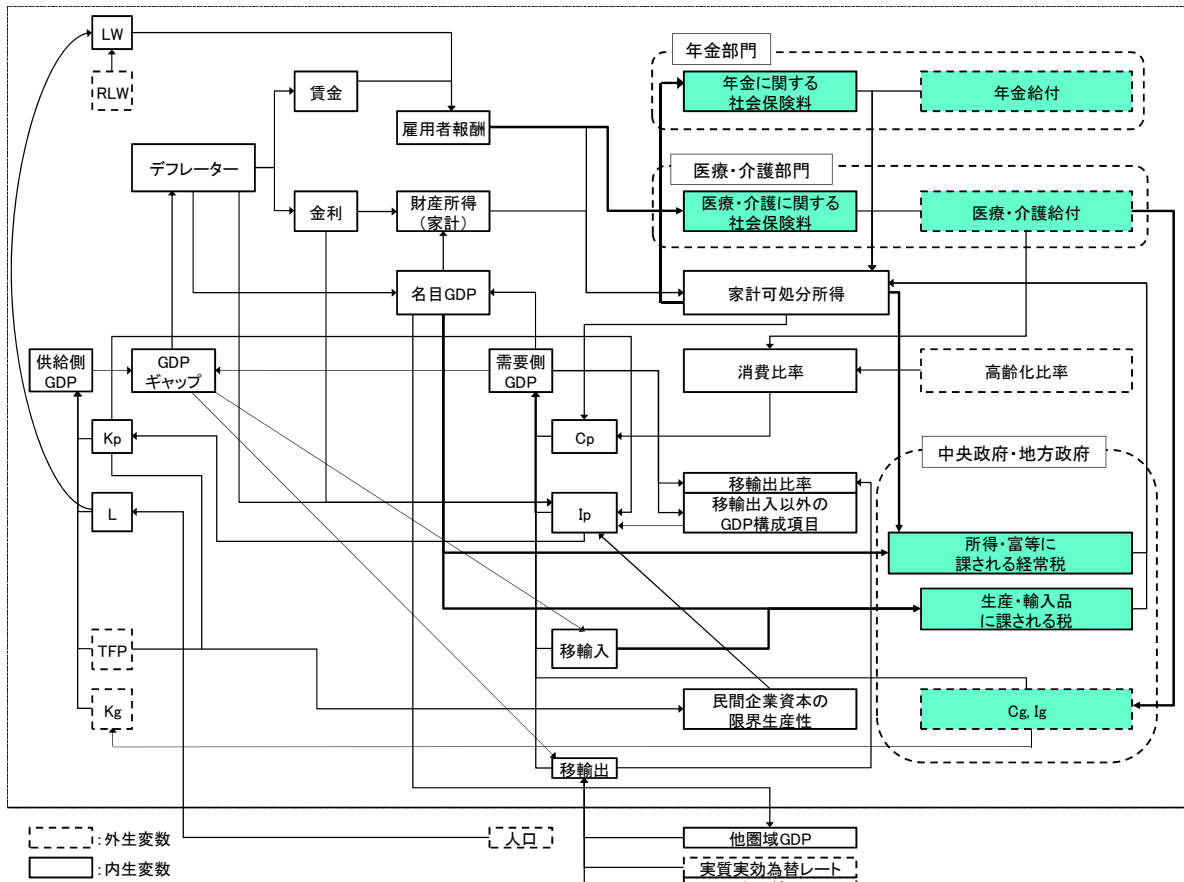 LW
RLW
賃金
雇用者報酬
年金部門
年金に関する
社会保険料
年金給付
デフレーター
金利
財産所得
(家計)
医療・介護部門
医療・介護に関する
社会保険料
医療・介護給付
名目GDP
家計可処分所得
供給側
GDP
GDP
ギャップ
需要側
GDP
消費比率
高齢化比率
Kp
Cp
中央政府・地方政府
L
Ip
移輸出比率
移輸出入以外の
GDP構成項目
所得・富等に
課される経常税
生産・輸入品
に課される税
TFP
移輸入
Kg
民間企業資本の
限界生産性
Cg, Ig
移輸出
:外生変数
人口
他圏域GDP
:内生変数
実質実効為替レート